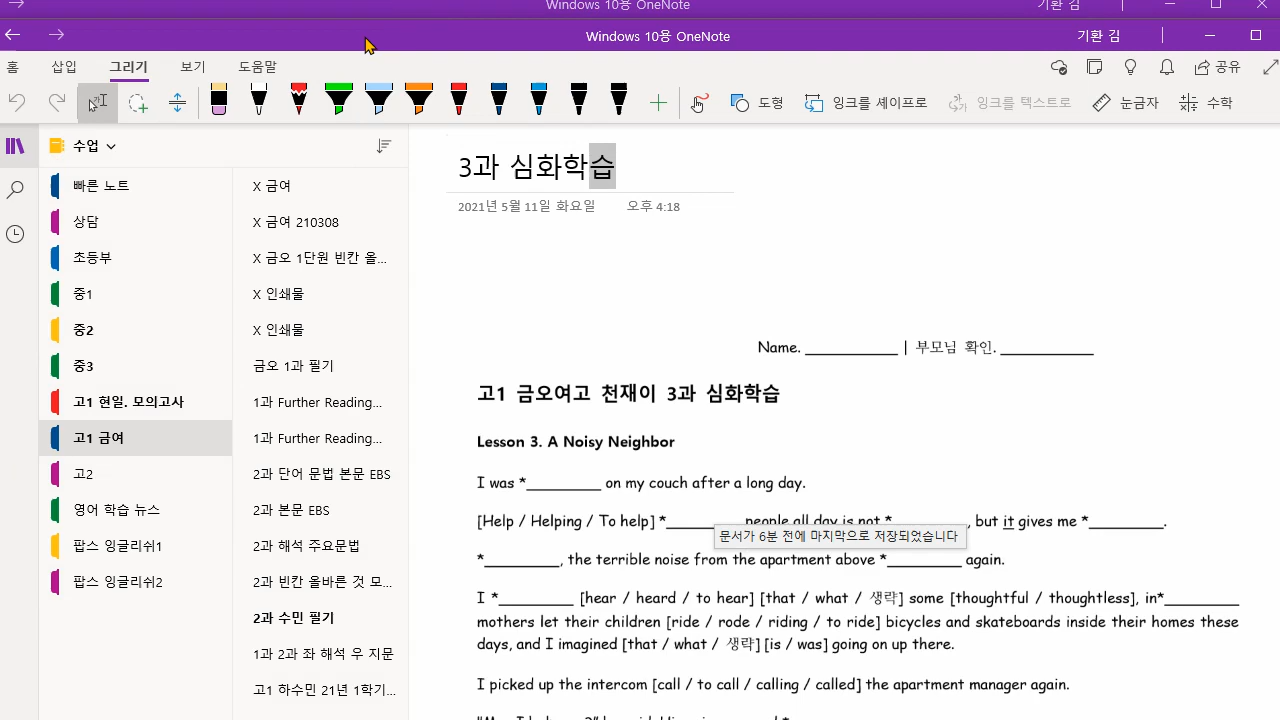 Windows 10용 OneNote
기환 김
Windows 10용 OneNote
기환 김
홈 삽입 그리기 보기 도움말
공유
도형 잉크를 셰이프로 잉크를 텍스트로 눈금자 수학
수업
빠른 노트
상담
초등부
중1
중2
중3
고1 현일. 모의고사
고1 금여
고2
영어 학습 뉴스
팝스 잉글리쉬1
팝스 잉글리쉬2
X 금여
X 금여 210308
X 금오 1단원 빈칸 올...
X 인쇄물
X 인쇄물
금오 1과 필기
1과 Further Reading...
1과 Further Reading...
2과 단어 문법 본문 EBS
2과 본문 EBS
2과 해석 주요문법
2과 빈칸 올바른 것 모...
2과 수민 필기
1과 2과 좌 해석 우 지문
고1 하수민 21년 1학기...
3과 심화학습
2021년 5월 11일 화요일 오후 4:18
Name. ___________ | 부모님 확인. ___________
고1 금오여고 천재이 3과 심화학습
Lesson 3. A Noisy Neighbor
I was *_________ on my couch after a long day.
[Help / Helping / To help] *_________ people all day is not *_________, but it gives me *_________.
문서가 6분 전에 마지막으로 저장되었습니다
*_________, the terrible noise from the apartment above *_________ again.
I *_________ [hear / heard / to hear] [that / what / 생략] some [thoughtful / thoughtless], in*_________
mothers let their children [ride / rode / riding / to ride] bicycles and skateboards inside their homes these
days, and I imagined [that / what / 생략] [is / was] going on up there.
I picked up the intercom [call / to call / calling / called] the apartment manager again.